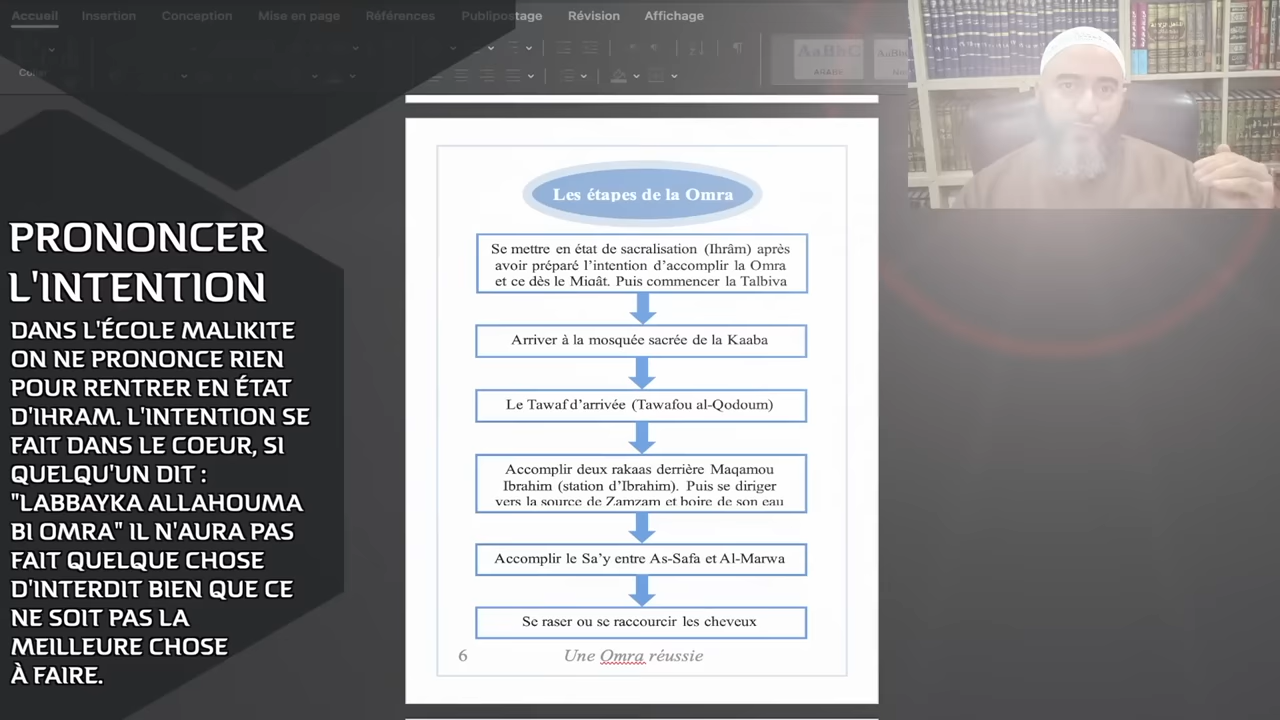 Accueil Insertion Conception Mise en page Références Publipostage Révision Affichage
AaBbC
ARABe
PRONONCER
L'INTENTION
DANS L'ÉCOLE MALIKITE
ON NE PRONONCE RIEN
POUR RENTRER EN ÉTAT
D'IHRAM. L'INTENTION SE
FAIT DANS LE COEUR, SI
QUELQU'UN DIT :
"LABBAYKA ALLAHOUMA
BI OMRA" IL N'AURA PAS
FAIT QUELQUE CHOSE
D'INTERDIT BIEN QUE CE
NE SOIT PAS LA
MEILLEURE CHOSE
À FAIRE.
Les étapes de la Omra
Se mettre en état de sacralisation (Ihrâm) après
avoir préparé l'intention d'accomplir la Omra
et ce dès le Miqât. Puis commencer la Talbiya
Arriver à la mosquée sacrée de la Kaaba
Le Tawaf d'arrivée (Tawafou al-Qodoum)
Accomplir deux rakaas derrière Maqamou
Ibrahim (station d'Ibrahim). Puis se diriger
vers la source de Zamzam et boire de son eau
Accomplir le Sa'y entre As-Safa et Al-Marwa
Se raser ou se raccourcir les cheveux
6 Une Omra réussie